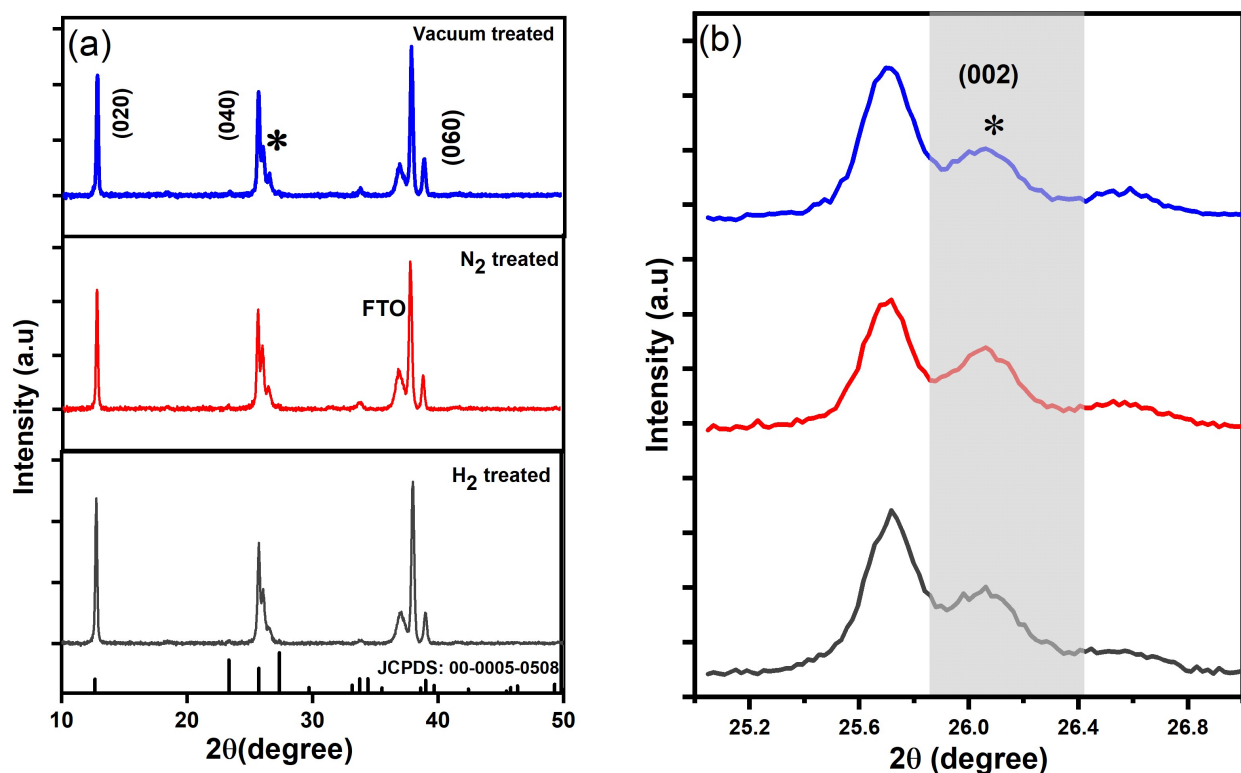 (a)
Vacuum treated
(020)
(040)
*
(060)
N2 treated
FTO
H2 treated
JCPDS: 00-0005-0508
Intensity (a.u)
10 20 30 40 50
2θ(degree)
(b)
(002)
*
Intensity (a.u)
25.2 25.6 26.0 26.4 26.8
2θ (degree)